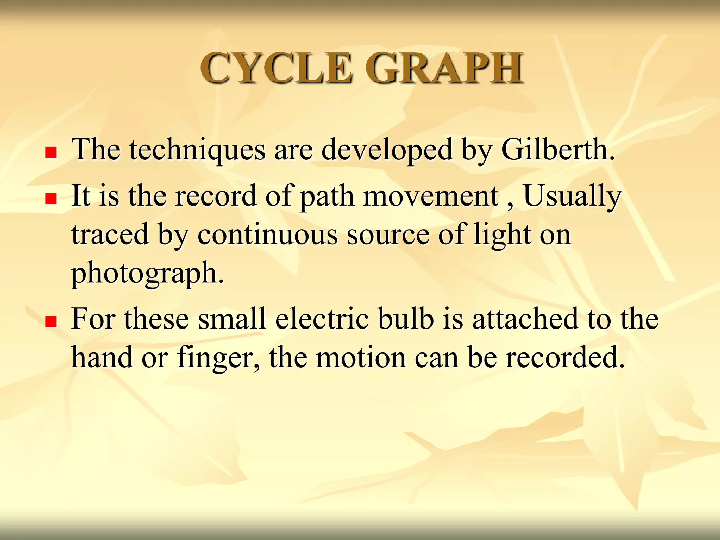 CYCLE GRAPH
The techniques are developed by Gilberth.
It is the record of path movement , Usually
traced by continuous source of light on
photograph.
For these small electric bulb is attached to the
hand or finger, the motion can be recorded.